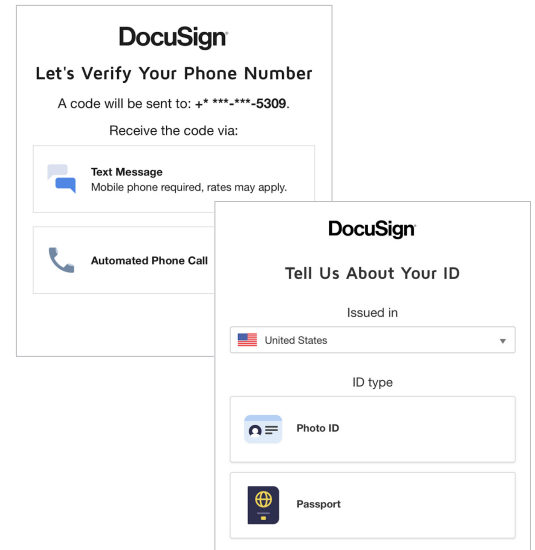 DocuSign
Let's Verify Your Phone Number
A code will be sent to: +* ***-***-5309.
Receive the code via:
Text Message
Mobile phone required, rates may apply.
Automated Phone Call
DocuSign
Tell Us About Your ID
Issued in
United States
ID type
Photo ID
Passport